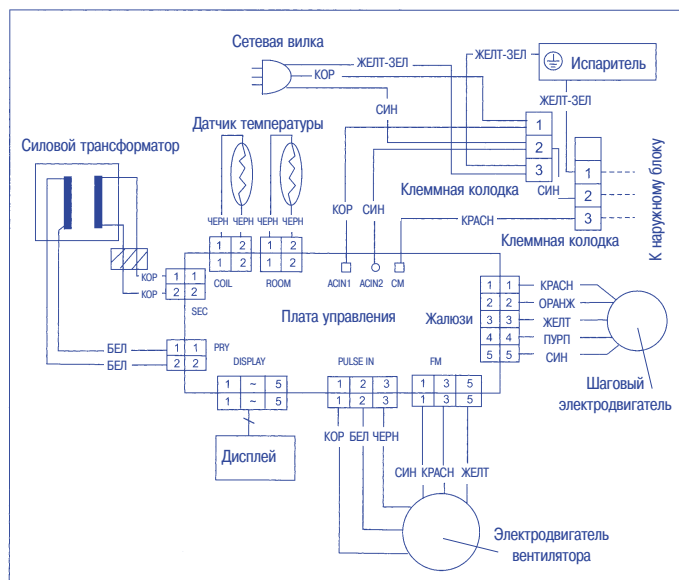 Сетевая вилка
ЖЕЛТ-ЗЕЛ
ЖЕЛТ-ЗЕЛ
Испаритель
КОР
ЖЕЛТ-ЗЕЛ
СИН
Силовой трансформатор
Датчик температуры
1
2
3
Клеммная колодка
СИН
1
2
3
К наружному блоку
КОР
СИН
КРАСН
Клеммная колодка
ЧЕРН
ЧЕРН
ЧЕРН
ЧЕРН
1 2
1 2
1 2
1 2
COIL
ROOM
ACIN1
ACIN2
CM
КОР
КОР
1 1
2 2
SEC
Плата управления
Жалюзи
1 1
2 2
3 3
4 4
5 5
КРАСН
ОРАНЖ
ЖЕЛТ
ПУРП
СИН
Шаговый
электродвигатель
БЕЛ
БЕЛ
1 1
2 2
PRY
DISPLAY
1 ~ 5
1 ~ 5
Дисплей
PULSE IN
1 2 3
1 2 3
КОР БЕЛ ЧЕРН
FM
1 3 5
1 3 5
СИН КРАСН ЖЕЛТ
Электродвигатель
вентилятора